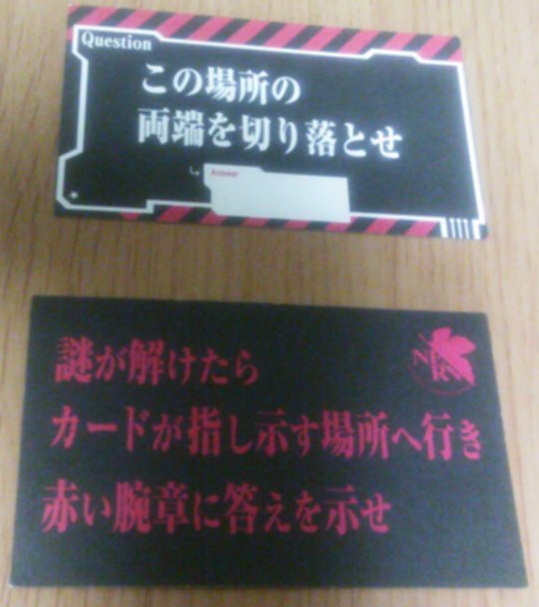 Question
この場所の
両端を切り落とせ
Answer
謎が解けたら
カードが指し示す場所へ行き
赤い腕章に答えを示せ